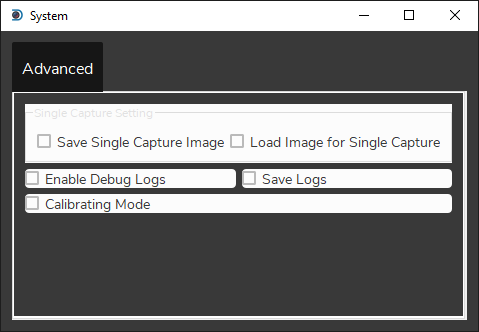 System
Advanced
Single Capture Setting
Save Single Capture Image Load Image for Single Capture
Enable Debug Logs Save Logs
Calibrating Mode